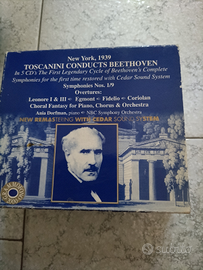 New York, 1939
TOSCANINI CONDUCTS BEETHOVEN
In 5 CD's The First Legendary Cycle of Beethoven's Complete
Symphonies for the first time restored with Cedar Sound System
Symphonies Nos. 1/9
Overtures:
Leonore I & III – Egmont – Fidelio – Coriolan
Choral Fantasy for Piano, Chorus & Orchestra
Ania Dorfman, piano – NBC Symphony Orchestra
NEW REMASTERING WITH CEDAR SOUND SYSTEM